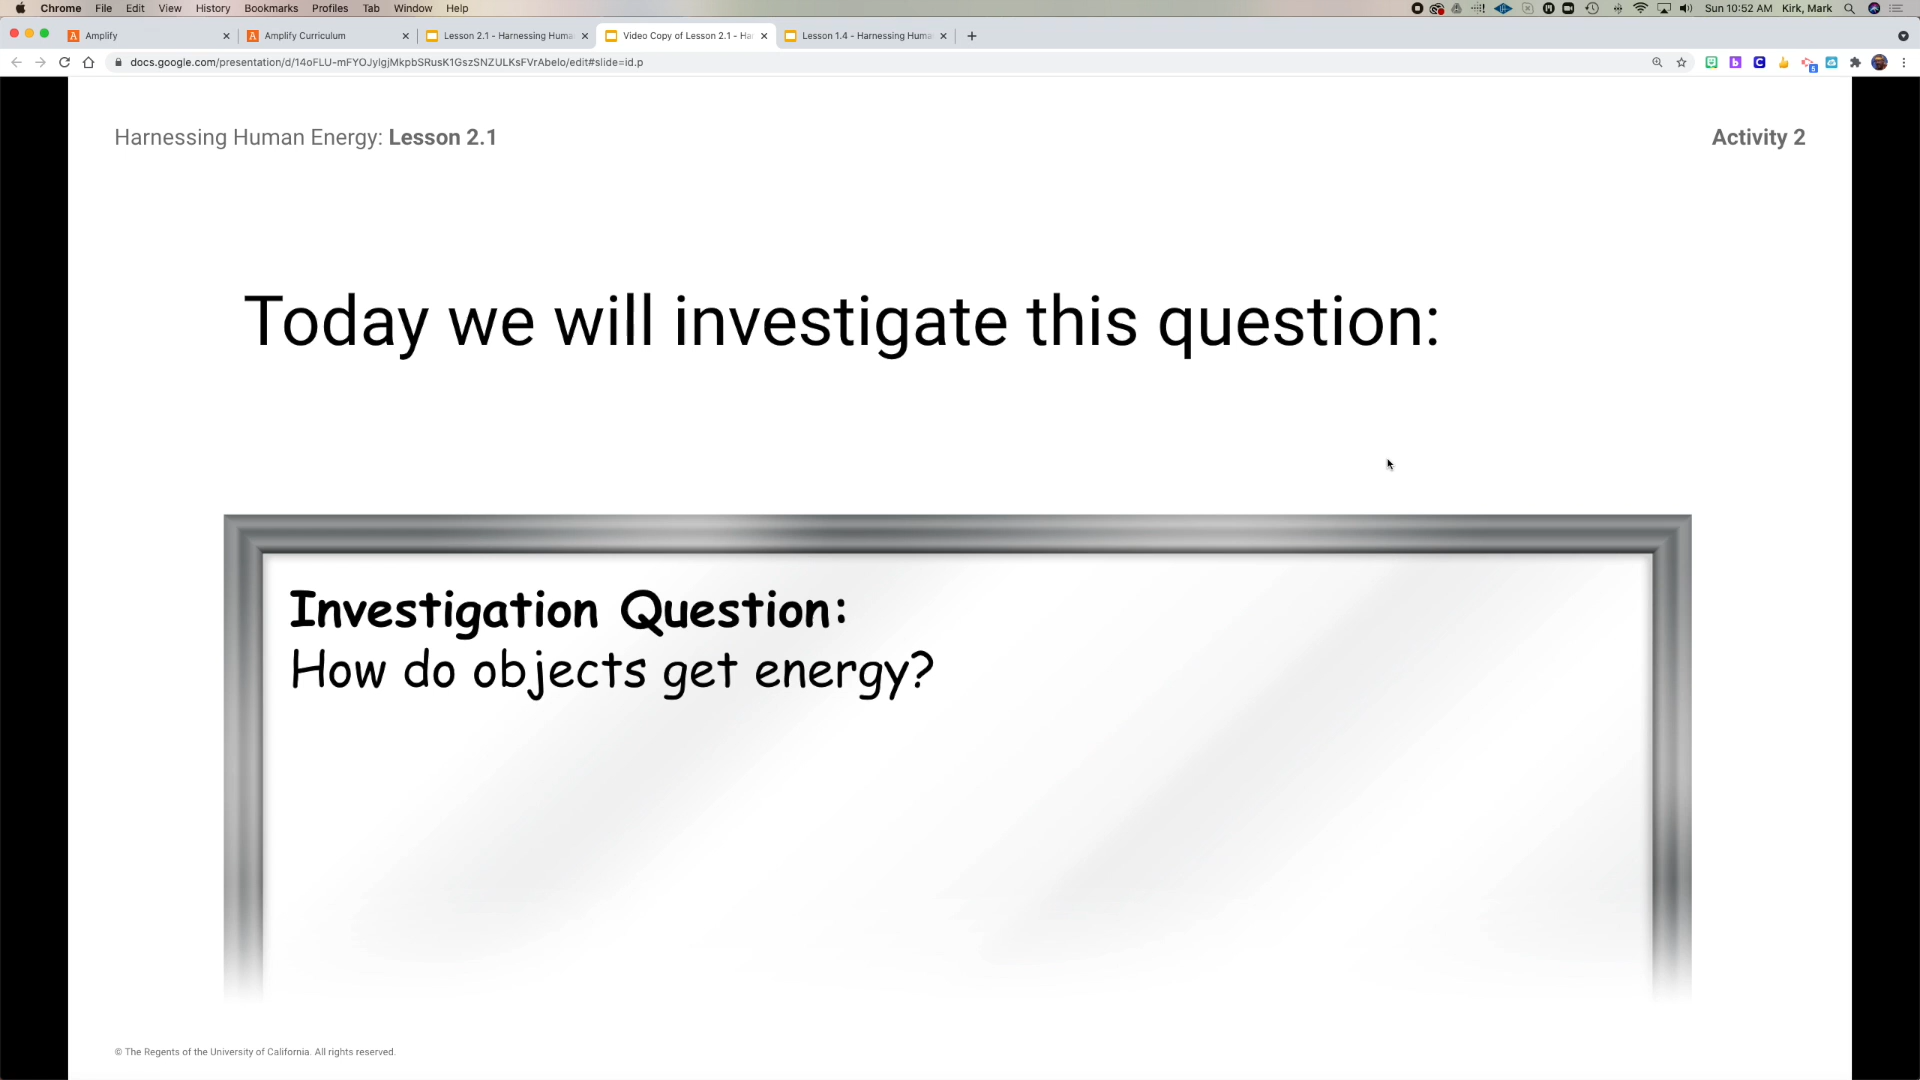 Chrome File Edit View History Bookmarks Profiles Tab Window Help
Sun 10:52 AM Kirk, Mark
Amplify
Amplify Curriculum
Lesson 2.1 - Harnessing Huma
Video Copy of Lesson 2.1 - Ha
Lesson 1.4 - Harnessing Huma
docs.google.com/presentation/d/14oFLU-mFYOJyIgjMkpbSRusK1GszSNZULKsFVrAbelo/edit#slide=id.p
Harnessing Human Energy: Lesson 2.1
Activity 2
Today we will investigate this question:
Investigation Question:
How do objects get energy?
© The Regents of the University of California. All rights reserved.